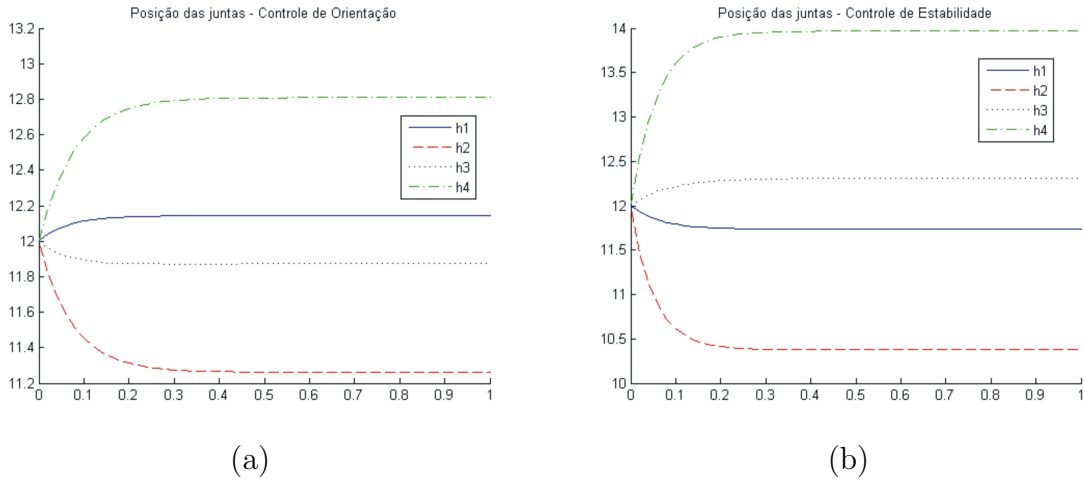 Posição das juntas - Controle de Orientação
13.2
13
12.8
12.6
12.4
12.2
12
11.8
11.6
11.4
11.2
0 0.1 0.2 0.3 0.4 0.5 0.6 0.7 0.8 0.9 1
h1
h2
h3
h4
(a)
Posição das juntas - Controle de Estabilidade
14
13.5
13
12.5
12
11.5
11
10.5
10
0 0.1 0.2 0.3 0.4 0.5 0.6 0.7 0.8 0.9 1
h1
h2
h3
h4
(b)